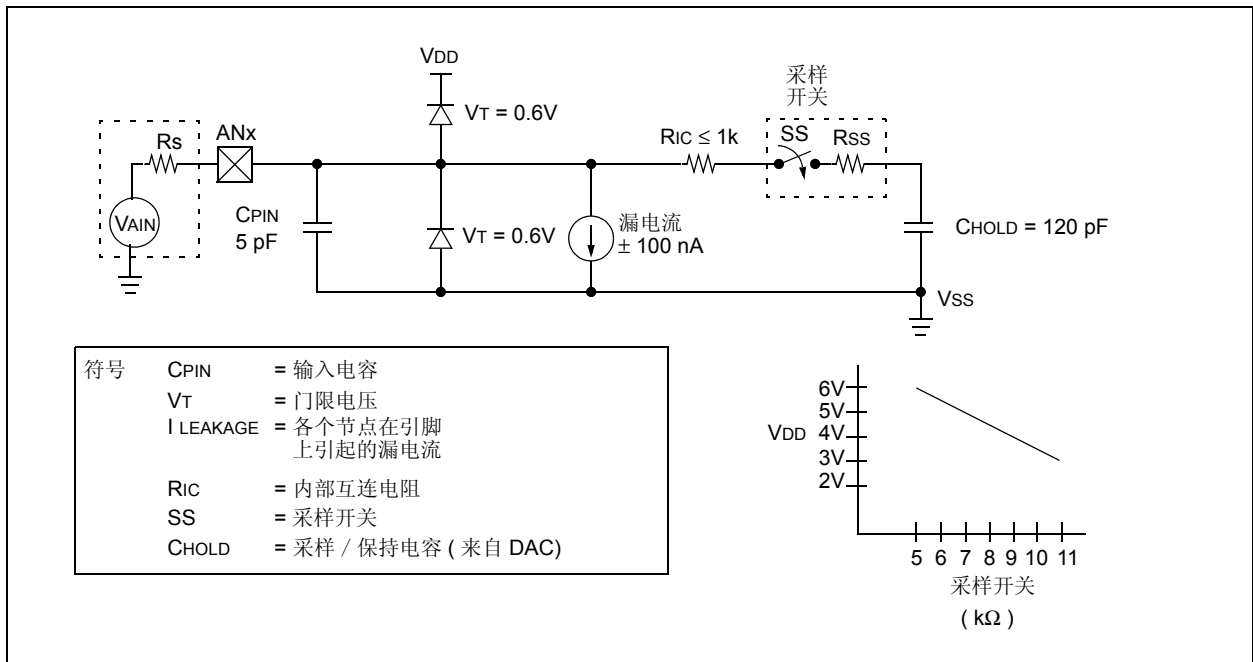 VDD
VT = 0.6V
采样
开关
Rs
ANx
RIC ≤ 1k
SS
RSS
VAIN
CPIN
5 pF
VT = 0.6V
漏电流
± 100 nA
CHOLD = 120 pF
VSS
符号 CPIN = 输入电容
VT = 门限电压
I LEAKAGE = 各个节点在引脚
上引起的漏电流
RIC = 内部互连电阻
SS = 采样开关
CHOLD = 采样 / 保持电容 ( 来自 DAC)
6V
5V
VDD 4V
3V
2V
5 6 7 8 9 10 11
采样开关
( kΩ )